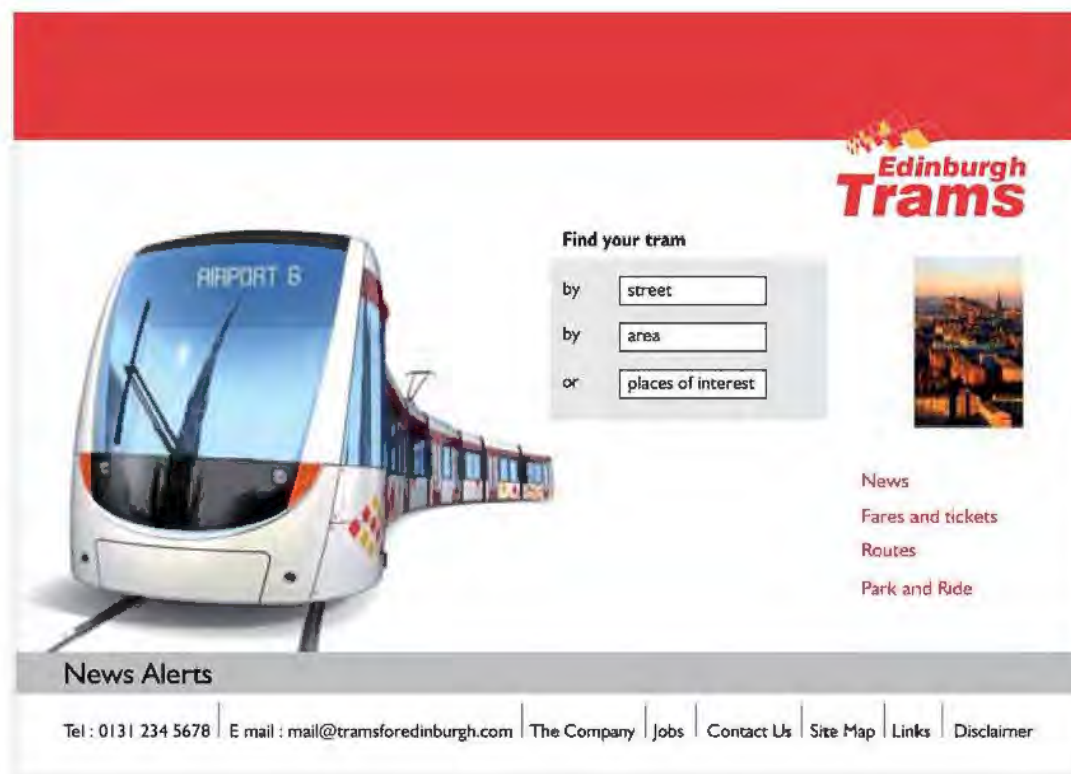 Edinburgh
Trams
AIRPORT 6
Find your tram
by street
by area
or places of interest
News
Fares and tickets
Routes
Park and Ride
News Alerts
Tel : 0131 234 5678 E mail : mail@tramsforedinburgh.com The Company Jobs Contact Us Site Map Links Disclaimer